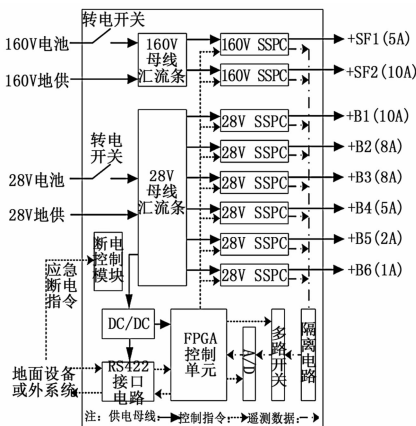 转电开关
160V电池
160V
母线
汇流条
160V SSPC
+SF1(5A)
160V地供
160V SSPC
+SF2(10A)
28V SSPC
+B1(10A)
转电
开关
28V SSPC
+B2(8A)
28V电池
28V
母线
汇流条
28V SSPC
+B3(8A)
28V地供
28V SSPC
+B4(5A)
28V SSPC
+B5(2A)
28V SSPC
+B6(1A)
应急
断电
指令
断电
控制
模块
DC/DC
FPGA
控制
单元
A/D
多路开关
隔离电路
地面设备
或外系统
RS422
接口
电路
注: 供电母线: 控制指令: 遥测数据: